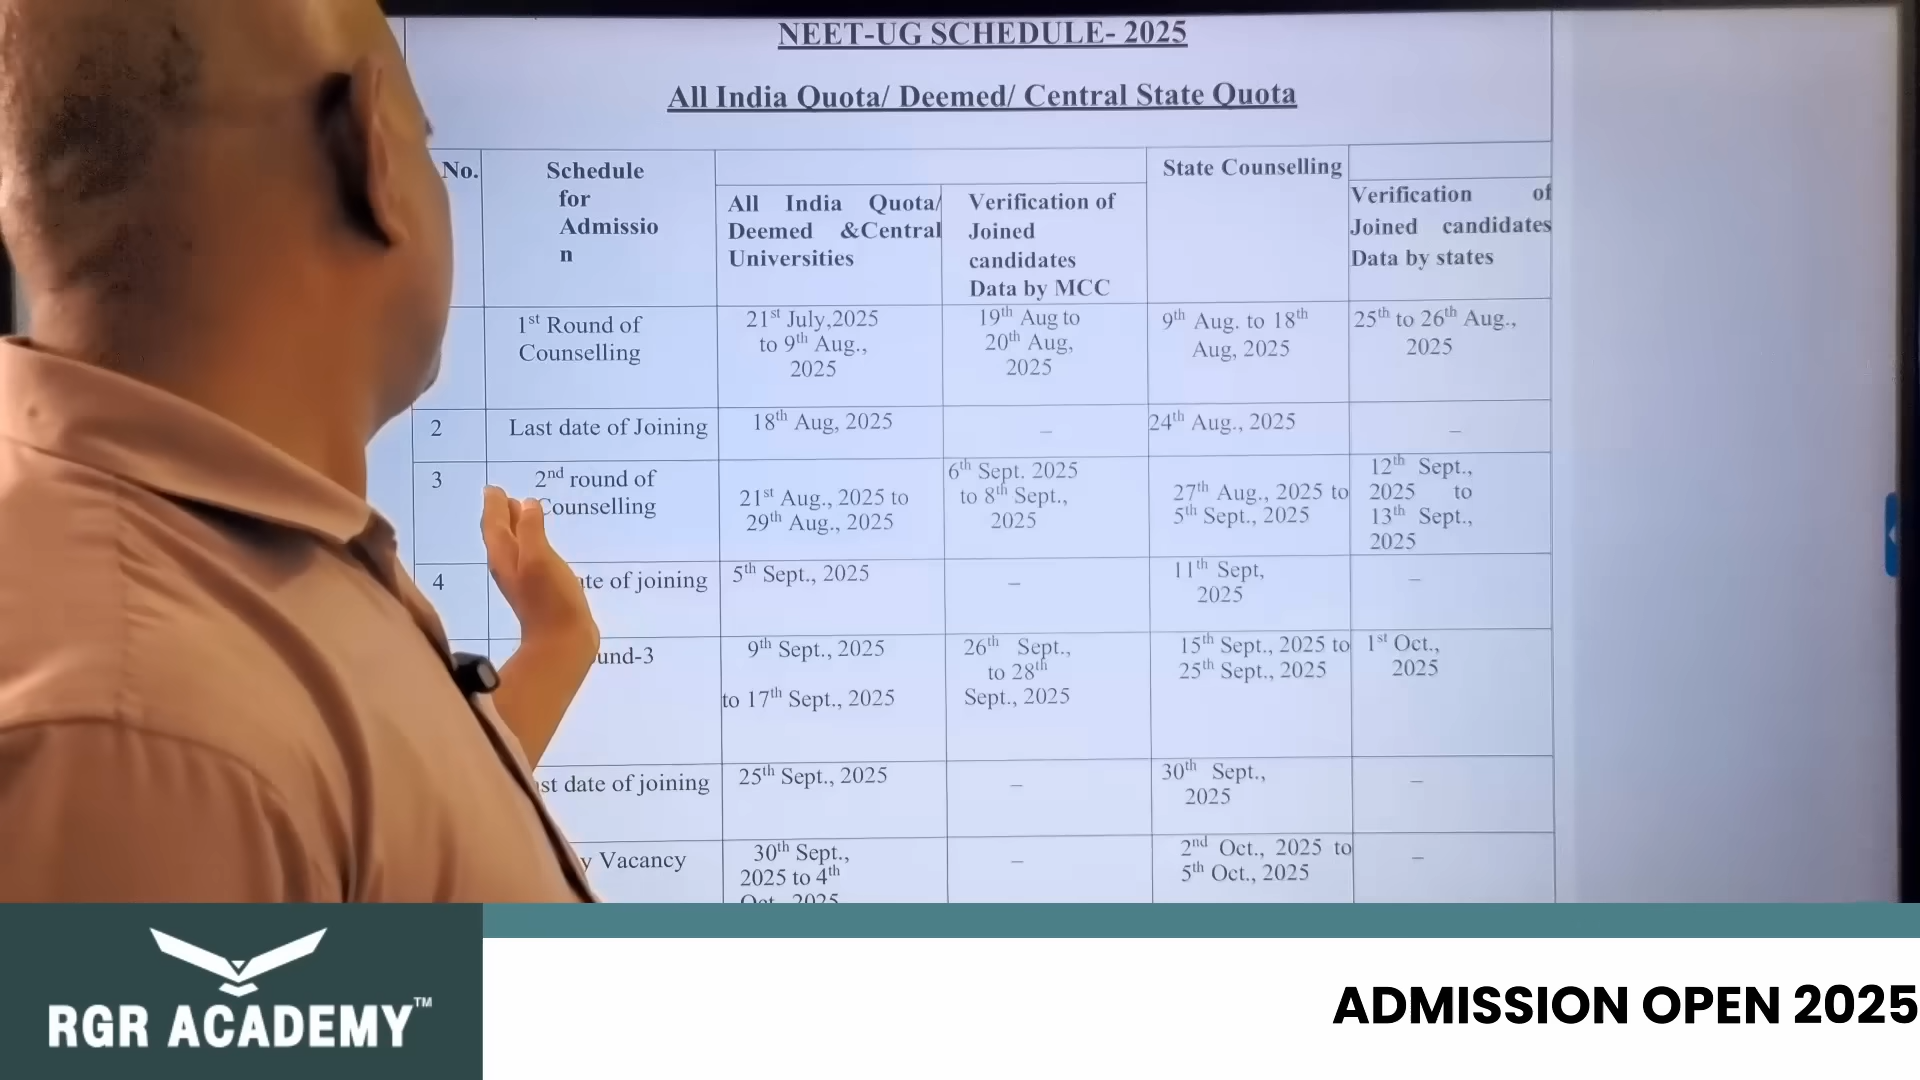 NEET-UG SCHEDULE- 2025
All India Quota/ Deemed/ Central State Quota
No.
Schedule
for
Admissio
n
All India Quota/
Deemed &Central
Universities
Verification of
Joined
candidates
Data by MCC
State Counselling
Verification of
Joined candidates
Data by states
1st Round of
Counselling
21st July,2025
to 9th Aug.,
2025
19th Aug to
20th Aug,
2025
9th Aug. to 18th
Aug, 2025
25th to 26th Aug.,
2025
2
Last date of Joining
18th Aug, 2025
–
24th Aug., 2025
–
3
2nd round of
Counselling
21st Aug., 2025 to
29th Aug., 2025
6th Sept. 2025
to 8th Sept.,
2025
27th Aug., 2025 to
5th Sept., 2025
12th Sept.,
2025 to
13th Sept.,
2025
4
of joining
5th Sept., 2025
–
11th Sept,
2025
–
9th Sept., 2025
to 17th Sept., 2025
26th Sept.,
to 28th
Sept., 2025
15th Sept., 2025 to
25th Sept., 2025
1st Oct.,
2025
date of joining
25th Sept., 2025
–
30th Sept.,
2025
–
Vacancy
30th Sept.,
2025 to 4th
Oct., 2025
–
2nd Oct., 2025 to
5th Oct., 2025
–
RGR ACADEMY™
ADMISSION OPEN 2025